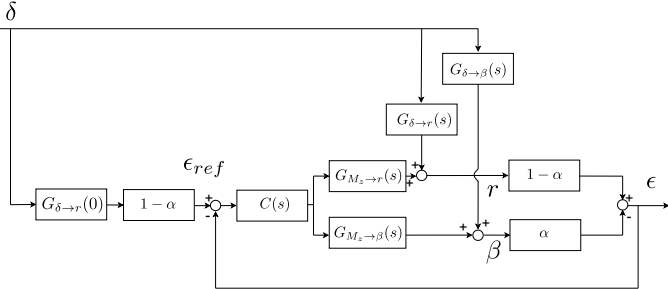 δ
G_{δ→β}(s)
G_{δ→r}(s)
ϵ_{ref}
G_{M_z→r}(s)
+
+
r
1 − α
ϵ
G_{δ→r}(0)
1 − α
+
-
C(s)
+
-
G_{M_z→β}(s)
+
+
β
α